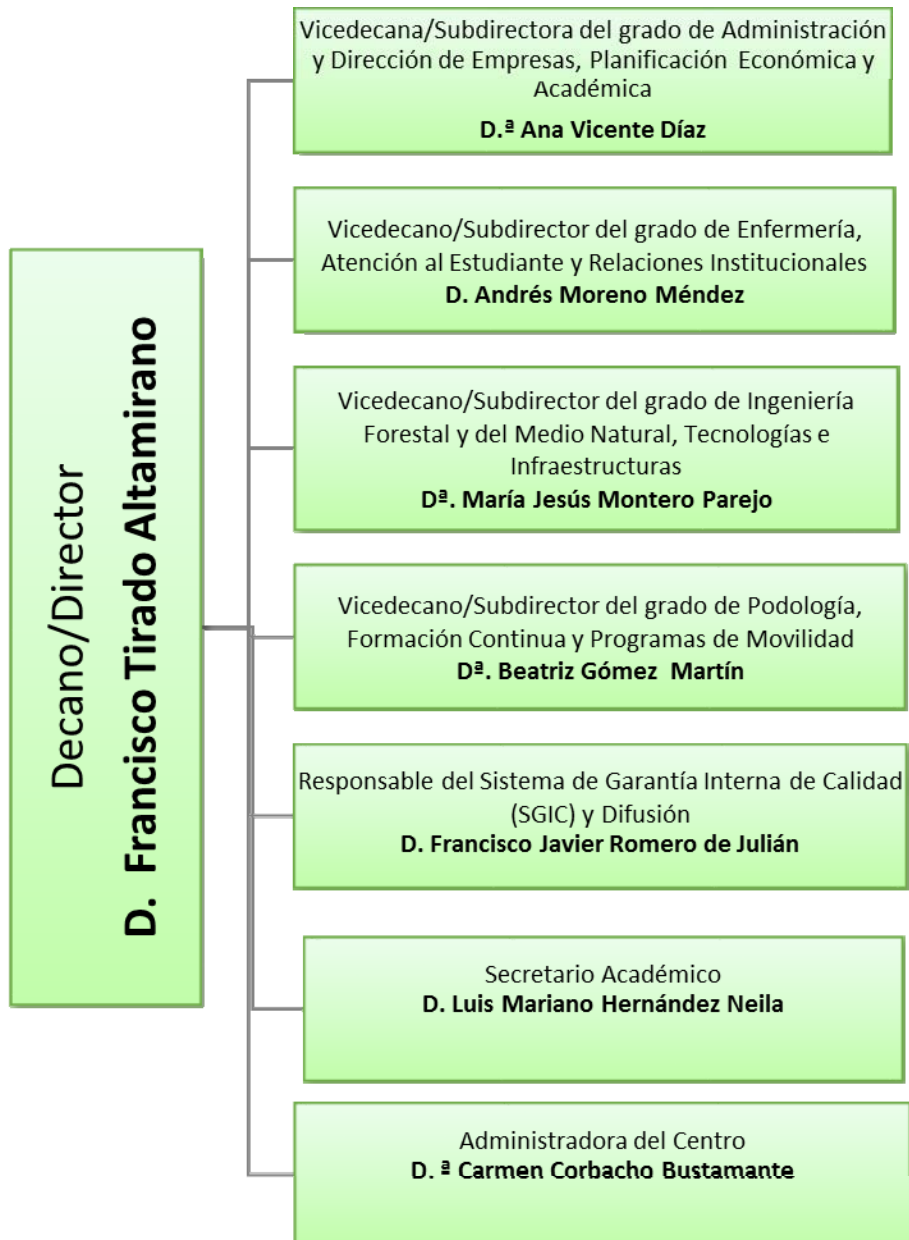 Decano/Director
D. Francisco Tirado Altamirano
Vicedecana/Subdirectora del grado de Administración
y Dirección de Empresas, Planificación Económica y
Académica
D.ª Ana Vicente Díaz
Vicedecano/Subdirector del grado de Enfermería,
Atención al Estudiante y Relaciones Institucionales
D. Andrés Moreno Méndez
Vicedecano/Subdirector del grado de Ingeniería
Forestal y del Medio Natural, Tecnologías e
Infraestructuras
Dª. María Jesús Montero Parejo
Vicedecano/Subdirector del grado de Podología,
Formación Continua y Programas de Movilidad
Dª. Beatriz Gómez Martín
Responsable del Sistema de Garantía Interna de Calidad
(SGIC) y Difusión
D. Francisco Javier Romero de Julián
Secretario Académico
D. Luis Mariano Hernández Neila
Administradora del Centro
D. ª Carmen Corbacho Bustamante